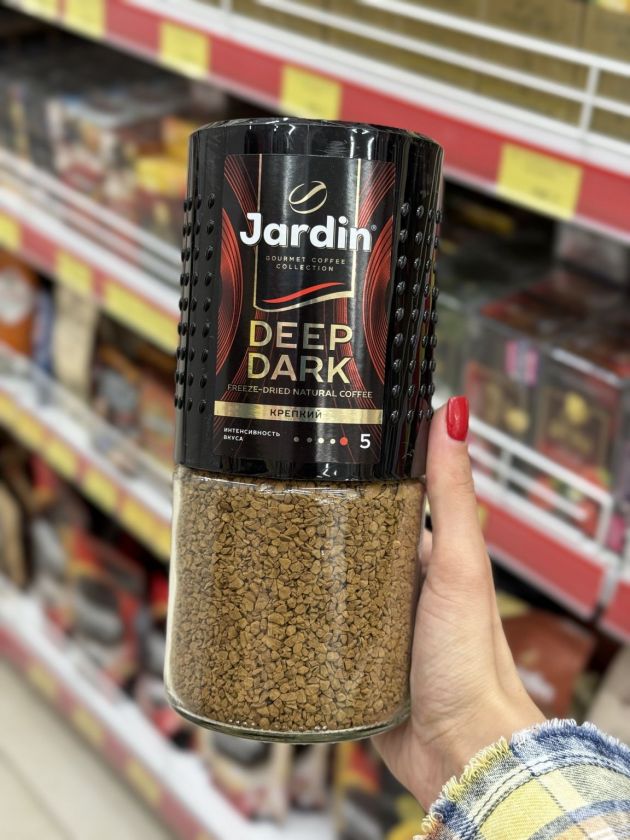 Jardin®
GOURMET COFFEE
COLLECTION
DEEP
DARK
FREEZE-DRIED NATURAL COFFEE
КРЕПКИЙ
ИНТЕНСИВНОСТЬ
ВКУСА
5